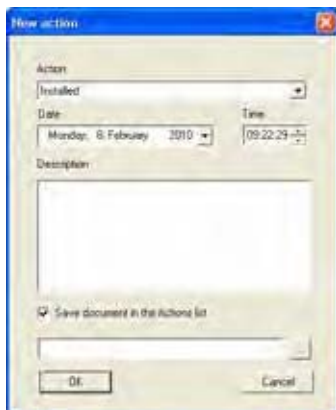 New action
Action
Installed
Date Time
Monday, 8. February 2010 09:22:29
Description
Save document in the Actions list
...
OK Cancel